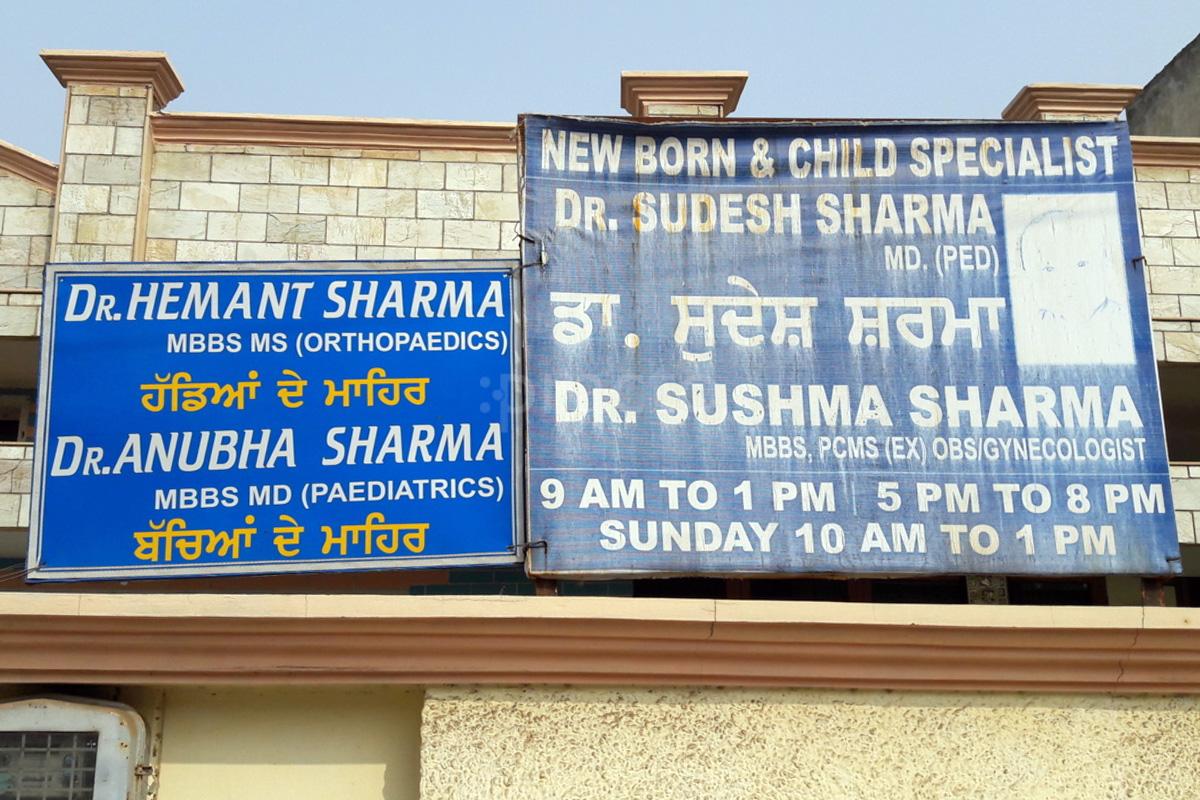 DR.HEMANT SHARMA
MBBS MS (ORTHOPAEDICS)
ਹੱਡਿਆਂ ਦੇ ਮਾਹਿਰ
DR.ANUBHA SHARMA
MBBS MD (PAEDIATRICS)
ਬੱਚਿਆਂ ਦੇ ਮਾਹਿਰ
NEW BORN & CHILD SPECIALIST
DR. SUDESH SHARMA
MD. (PED)
ਡਾ. ਸੁਦੇਸ਼ ਸ਼ਰਮਾ
DR. SUSHMA SHARMA
MBBS, PCMS (EX) OBS/GYNECOLOGIST
9 AM TO 1 PM 5 PM TO 8 PM
SUNDAY 10 AM TO 1 PM